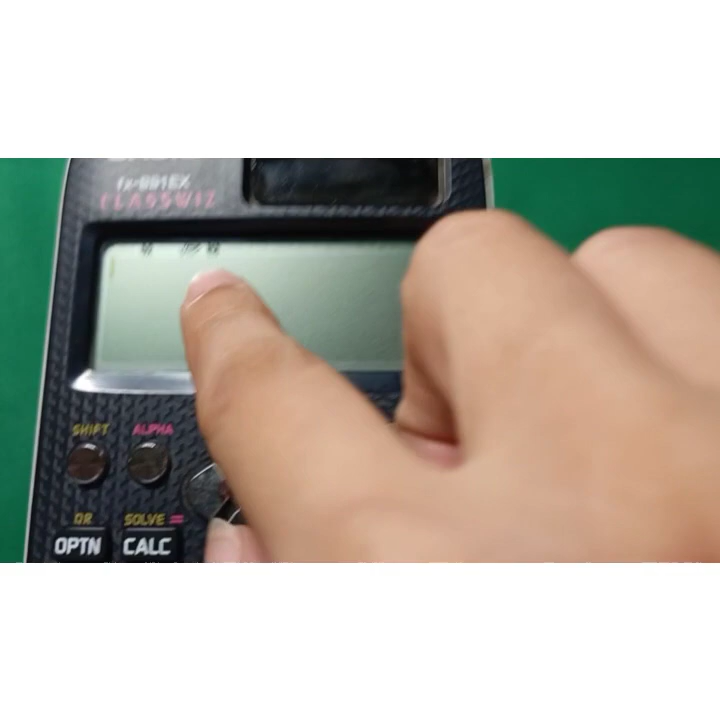 fx-991EX
CLASSWIZ
SHIFT ALPHA
QR SOLVE =
OPTN CALC